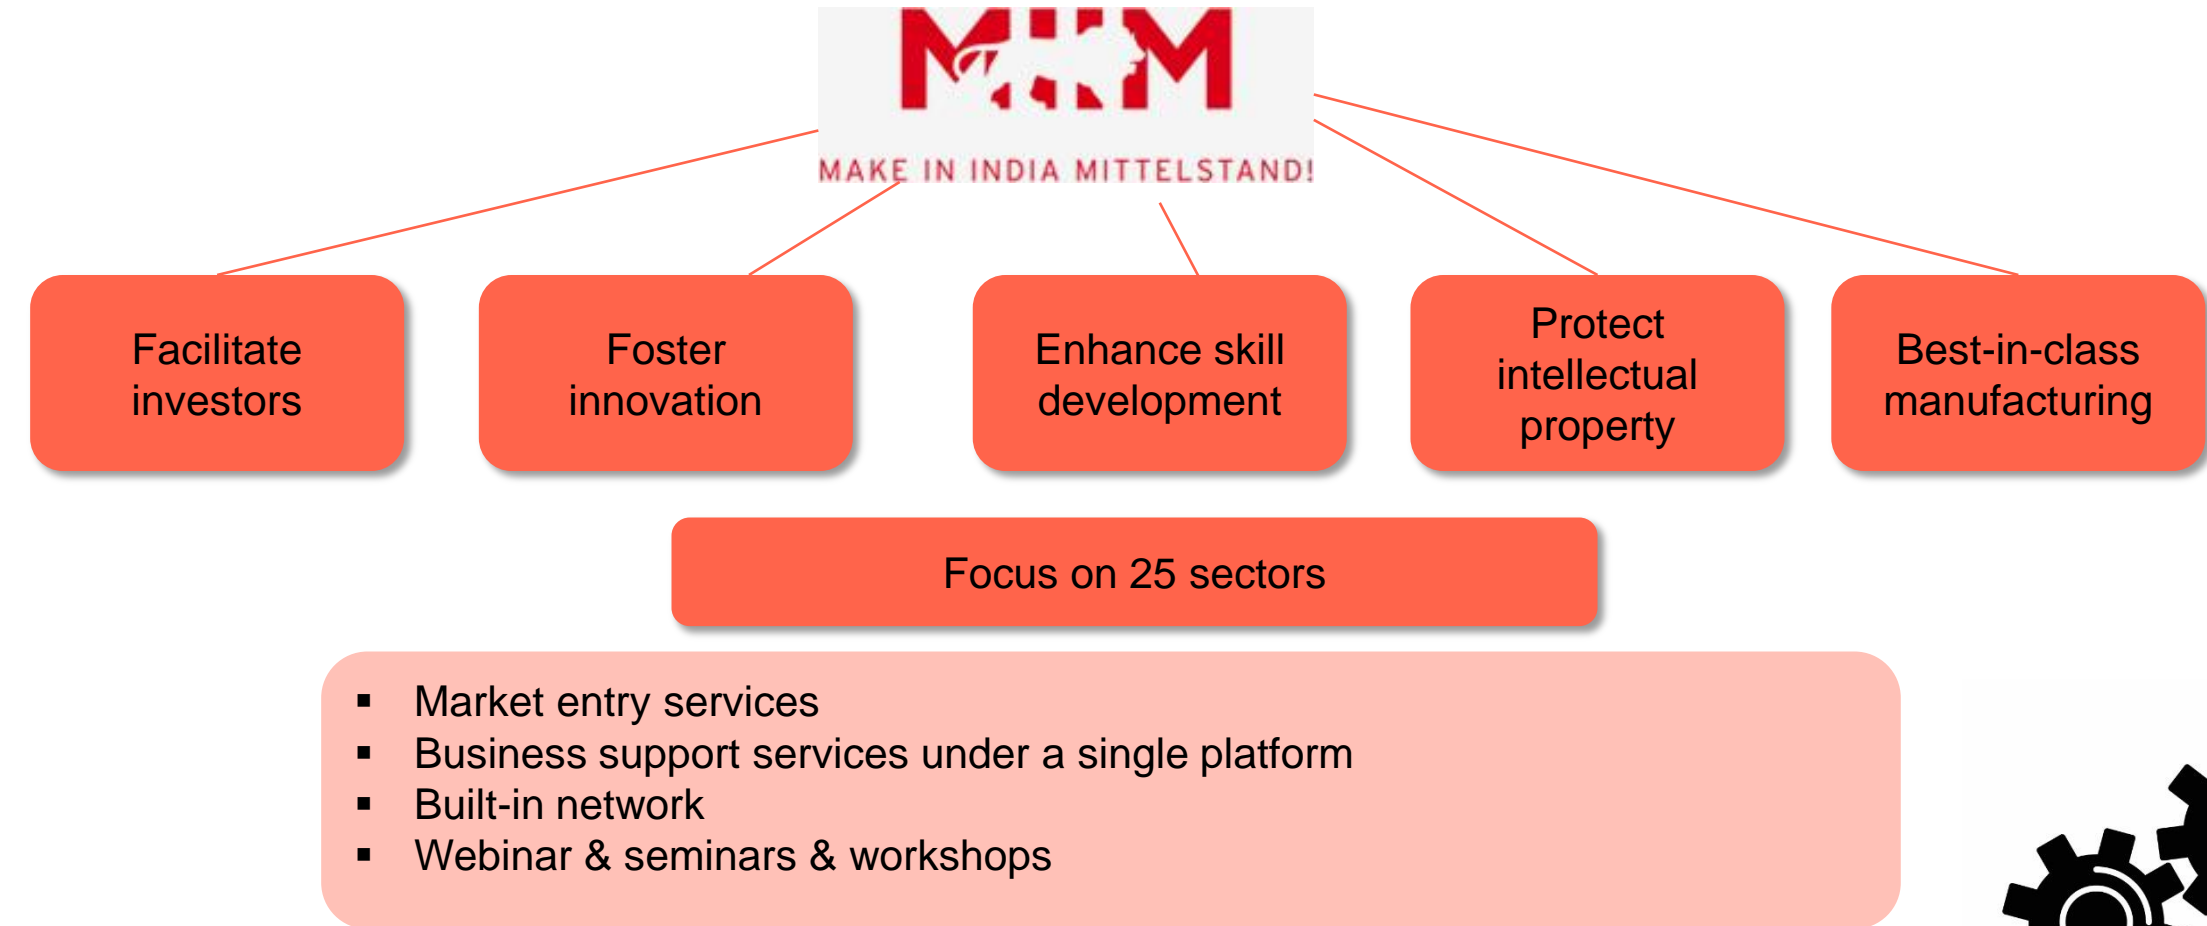 MIIM
MAKE IN INDIA MITTELSTAND!
Facilitate
investors
Foster
innovation
Enhance skill
development
Protect
intellectual
property
Best-in-class
manufacturing
Focus on 25 sectors
▪ Market entry services
▪ Business support services under a single platform
▪ Built-in network
▪ Webinar & seminars & workshops